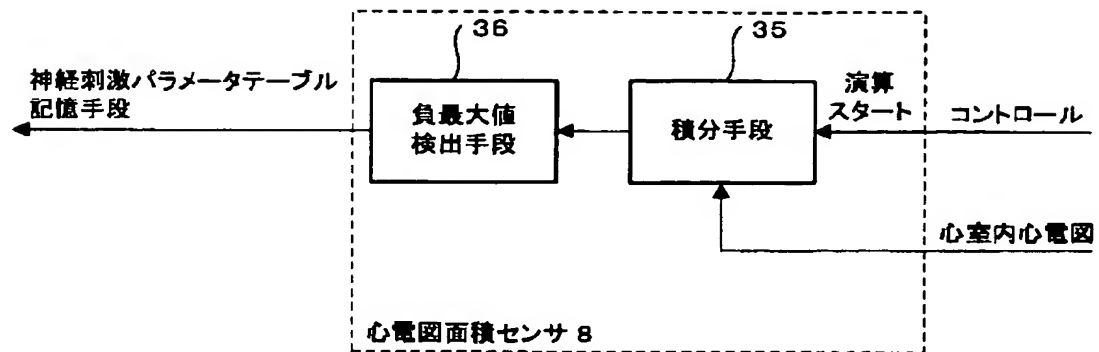 36
35
神経刺激パラメータテーブル
記憶手段
負最大値
検出手段
積分手段
演算
スタート
コントロール
心室内心電図
心電図面積センサ 8